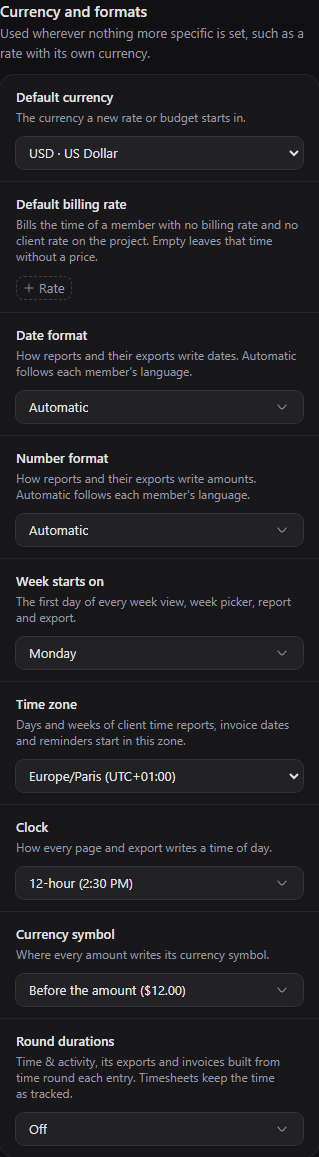 Currency and formats
Used wherever nothing more specific is set, such as a
rate with its own currency.
Default currency
The currency a new rate or budget starts in.
USD · US Dollar
Default billing rate
Bills the time of a member with no billing rate and no
client rate on the project. Empty leaves that time
without a price.
+ Rate
Date format
How reports and their exports write dates. Automatic
follows each member's language.
Automatic
Number format
How reports and their exports write amounts.
Automatic follows each member's language.
Automatic
Week starts on
The first day of every week view, week picker, report
and export.
Monday
Time zone
Days and weeks of client time reports, invoice dates
and reminders start in this zone.
Europe/Paris (UTC+01:00)
Clock
How every page and export writes a time of day.
12-hour (2:30 PM)
Currency symbol
Where every amount writes its currency symbol.
Before the amount ($12.00)
Round durations
Time & activity, its exports and invoices built from
time round each entry. Timesheets keep the time
as tracked.
Off